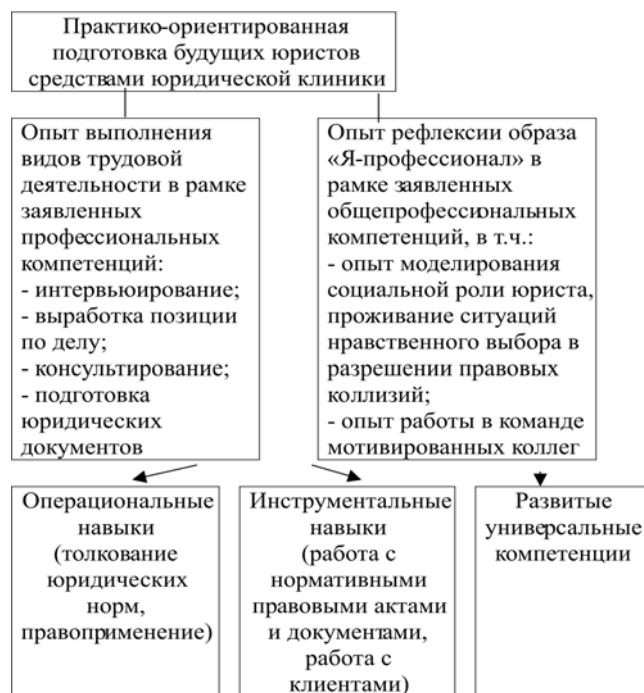 Практико-ориентированная
подготовка будущих юристов
средствами юридической клиники
Опыт выполнения
видов трудовой
деятельности в рамке
заявленных
профессиональных
компетенций:
- интервьюирование;
- выработка позиции
по делу;
- консультирование;
- подготовка
юридических
документов
Опыт рефлексии образа
«Я-профессионал» в
рамке заявленных
общепрофессиональных
компетенций, в т.ч.:
- опыт моделирования
социальной роли юриста,
проживание ситуаций
нравственного выбора в
разрешении правовых
коллизий;
- опыт работы в команде
мотивированных коллег
Операциональные
навыки
(толкование
юридических
норм,
правоприменение)
Инструментальные
навыки
(работа с
нормативными
правовыми актами
и документами,
работа с
клиентами)
Развитые
универсальные
компетенции